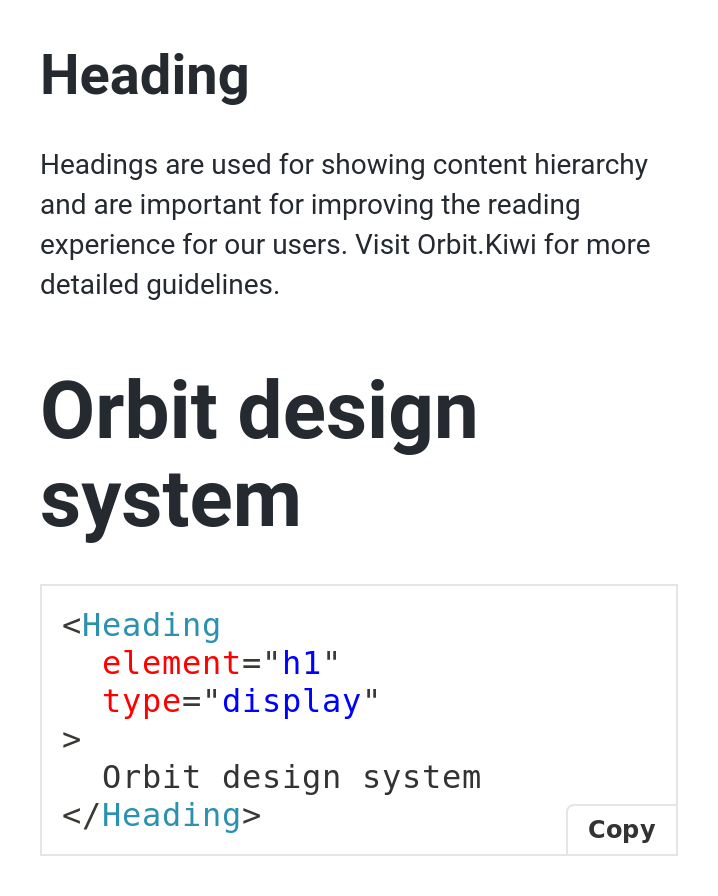 Heading
Headings are used for showing content hierarchy
and are important for improving the reading
experience for our users. Visit Orbit.Kiwi for more
detailed guidelines.
Orbit design
system
<Heading
  element="h1"
  type="display"
>
  Orbit design system
</Heading>
Copy